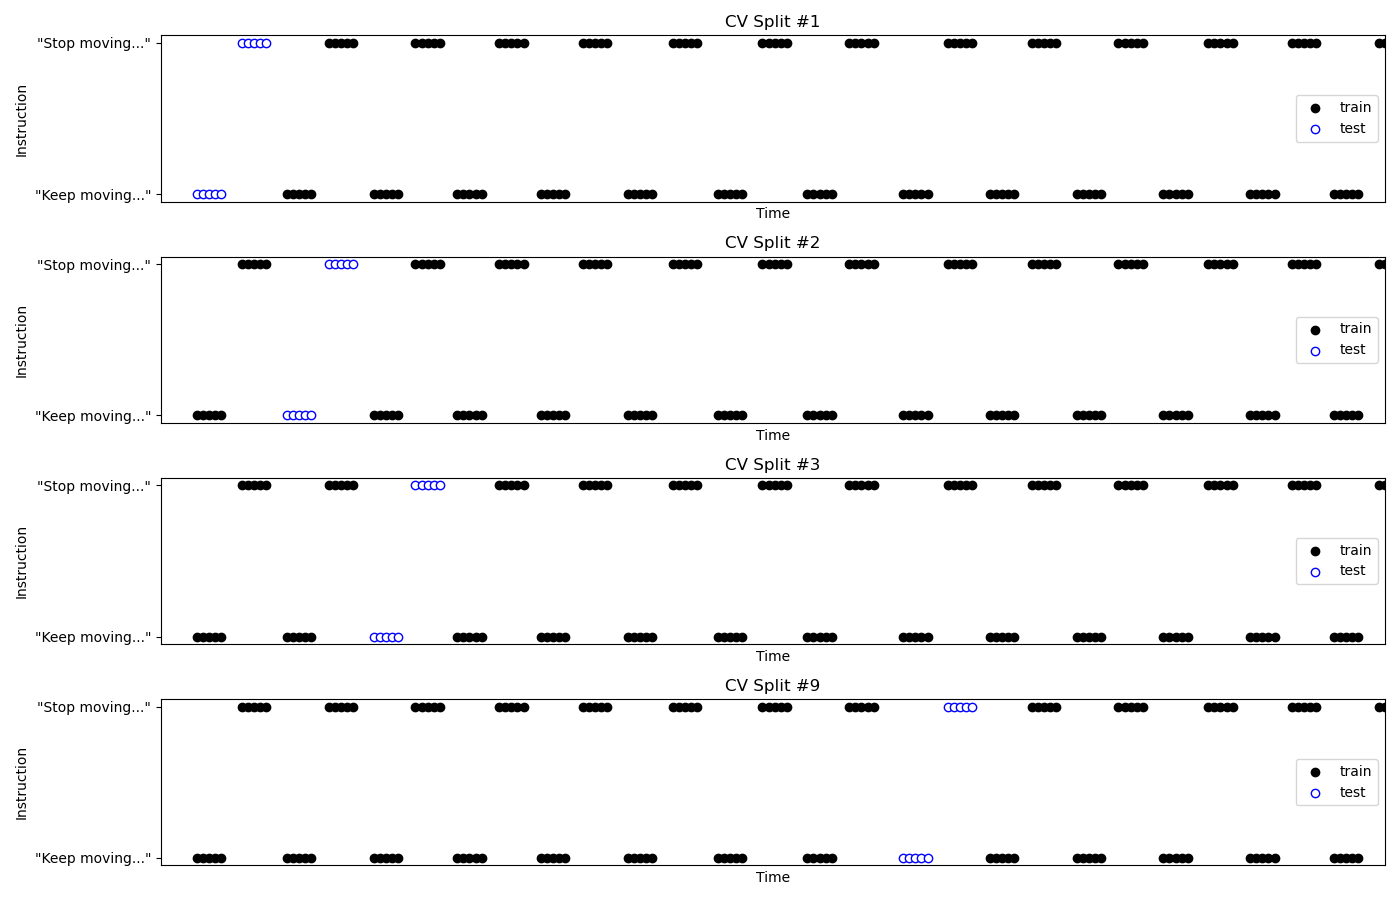 CV Split #1
"Stop moving..."
Instruction
train
test
"Keep moving..."
Time
CV Split #2
"Stop moving..."
Instruction
train
test
"Keep moving..."
Time
CV Split #3
"Stop moving..."
Instruction
train
test
"Keep moving..."
Time
CV Split #9
"Stop moving..."
Instruction
train
test
"Keep moving..."
Time